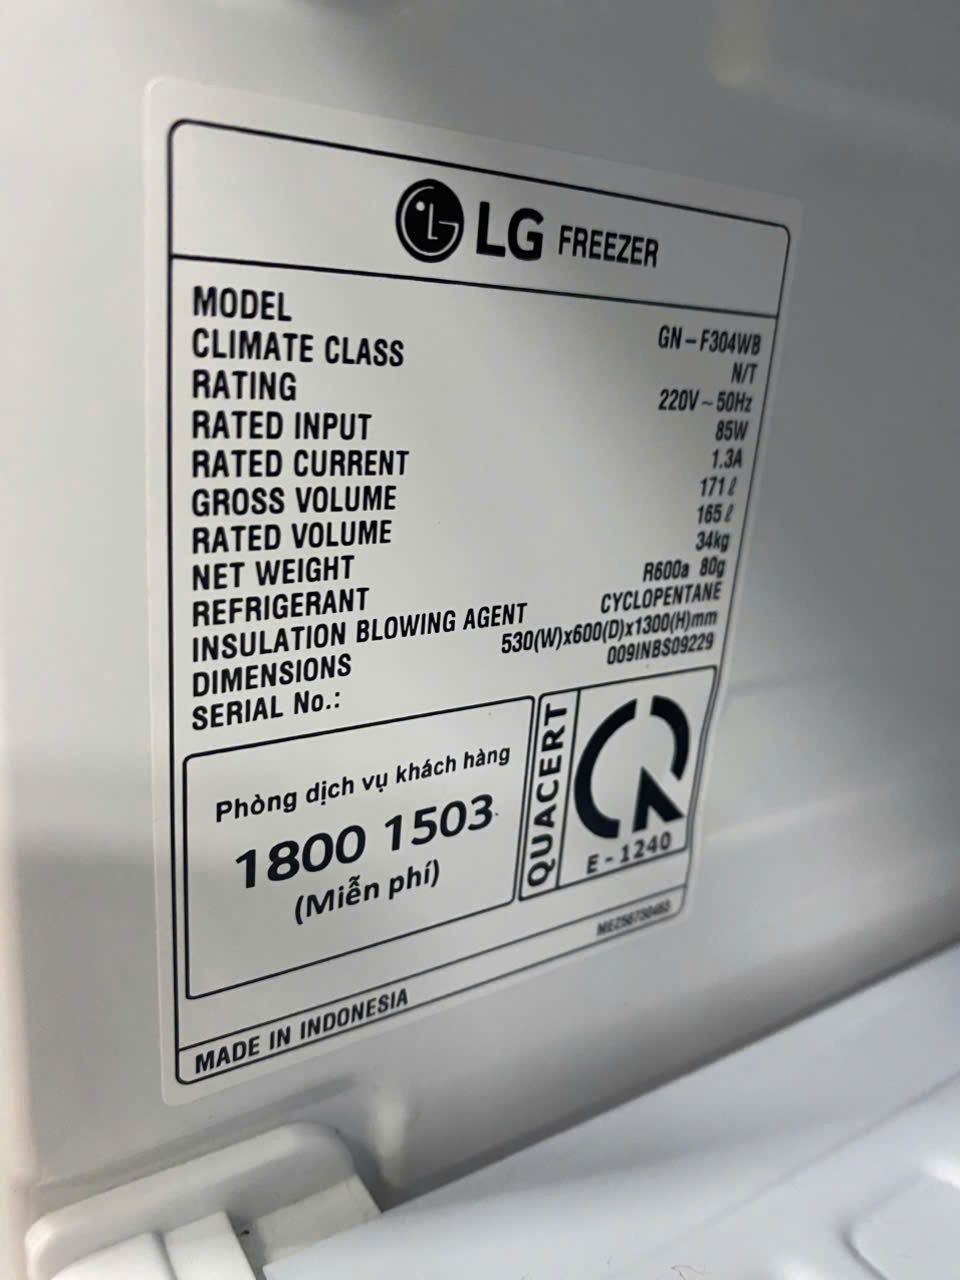 LG FREEZER
MODEL GN-F304WB
CLIMATE CLASS N/T
RATING 220V ~ 50Hz
RATED INPUT 85W
RATED CURRENT 1.3A
GROSS VOLUME 171ℓ
RATED VOLUME 165ℓ
NET WEIGHT 34kg
REFRIGERANT R600a 80g
INSULATION BLOWING AGENT CYCLOPENTANE
DIMENSIONS 530(W)x600(D)x1300(H)mm
SERIAL No.: 009INBS09229
Phòng dịch vụ khách hàng
1800 1503
(Miễn phí)
QUACERT
E-1240
MADE IN INDONESIA